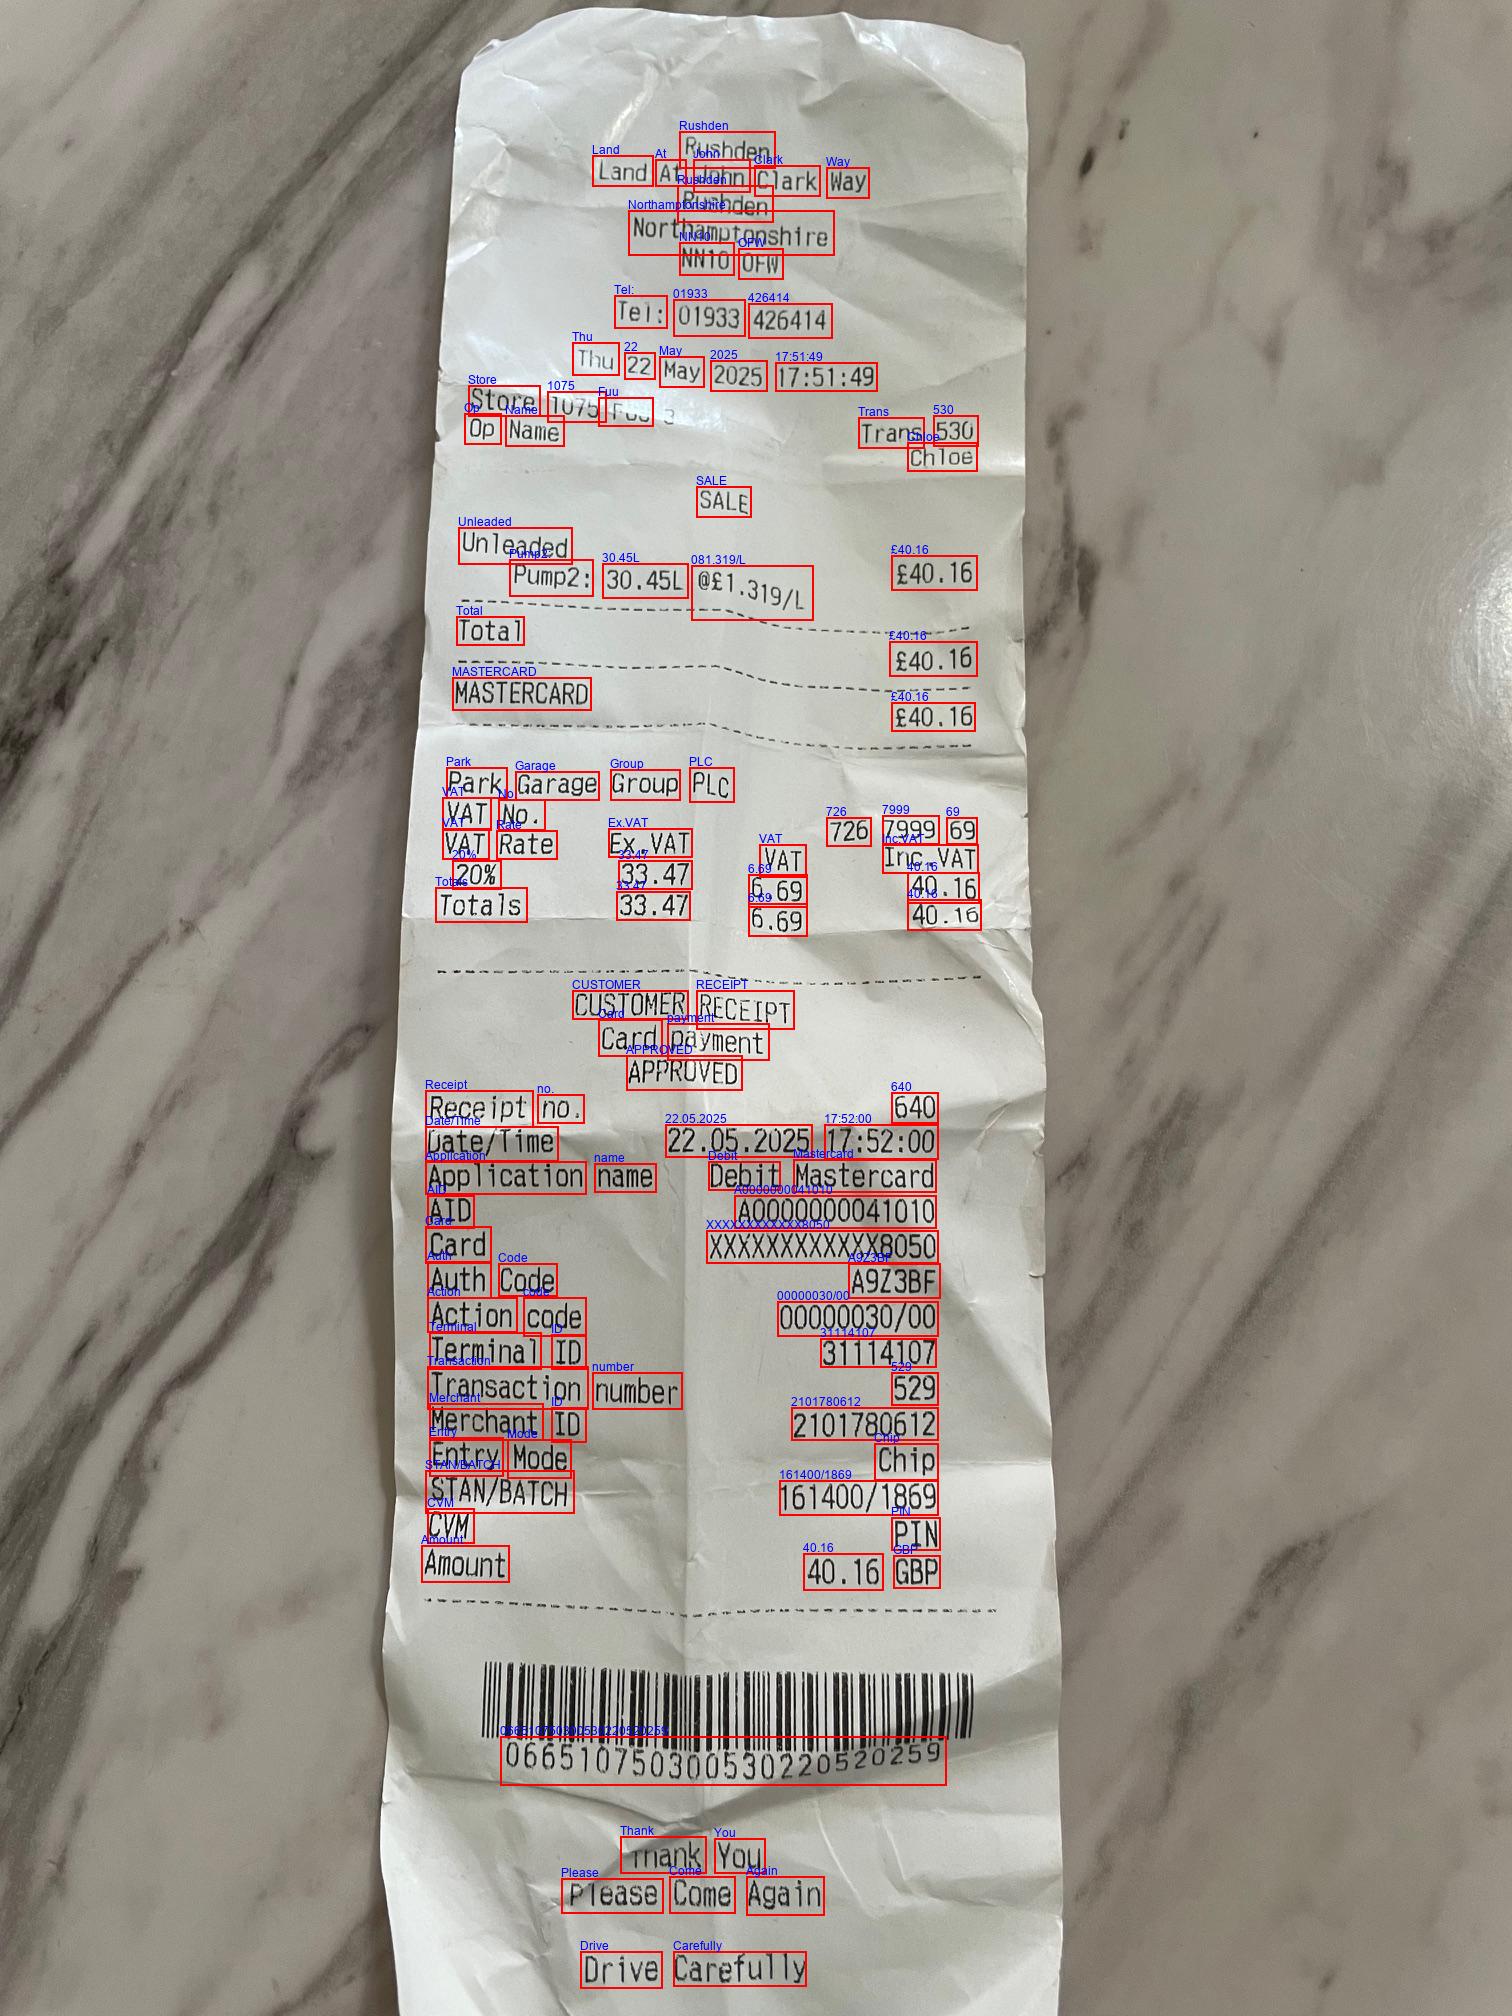 Rushden
Land At John Clark Way
Rushden
Northamptonshire
NN10 0FW
Tel: 01933 426414
Thu 22 May 2025 17:51:49
Store 1075 3 Trans 530
Op Name Chloe
SALE
Unleaded
Pump2: 30.45L @£1.319/L £40.16
Total £40.16
MASTERCARD £40.16
Park Garage Group PLC
VAT No. 726 7999 69
VAT Rate Ex.VAT VAT Inc.VAT
20% 33.47 6.69 40.16
Totals 33.47 6.69 40.16
CUSTOMER RECEIPT
Card payment
APPROVED
Receipt no. 640
Date/Time 22.05.2025 17:52:00
Application name Debit Mastercard
AID A0000000041010
Card XXXXXXXXXXXX8050
Auth Code A9Z3BF
Action code 00000030/00
Terminal ID 31114107
Transaction number 529
Merchant ID 2101780612
Entry Mode Chip
STAN/BATCH 161400/1869
CVM PIN
Amount 40.16 GBP
066510750300530220520259
Thank You
Please Come Again
Drive Carefully